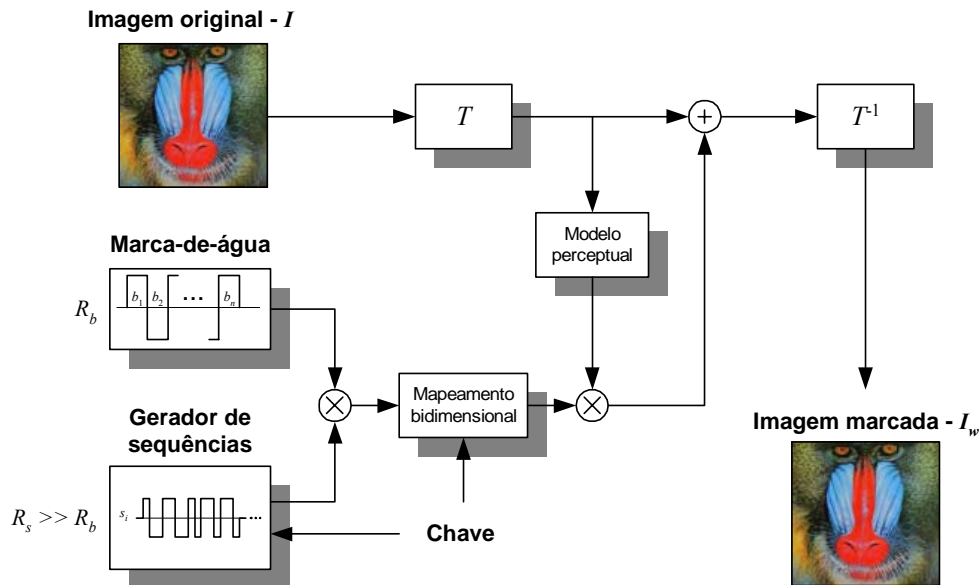 Imagem original - I
T
+
T-1
Modelo
perceptual
Marca-de-água
Rb
b1 b2 ... bn
×
Mapeamento
bidimensional
×
Gerador de
sequências
Rs >> Rb
si
...
Chave
Imagem marcada - Iw